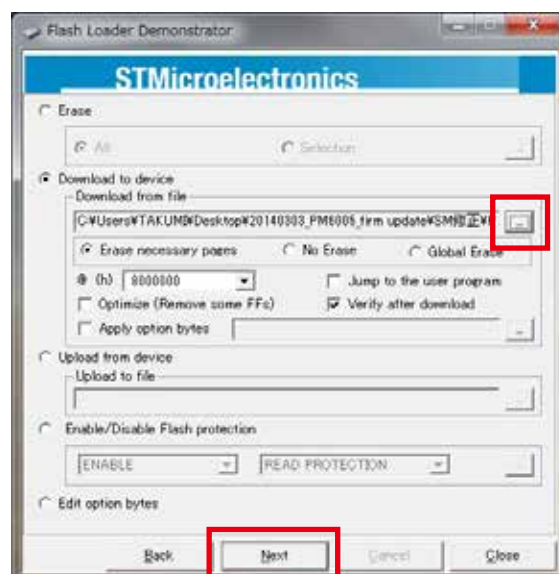 Flash Loader Demonstrator
STMicroelectronics
Erase
All Selection ...
Download to device
Download from file
C:¥Users¥TAKUMI¥Desktop¥20140303_PM6006_firm update¥SM修正¥ ...
Erase necessary pages No Erase Global Erase
@ (h) 8000000 Jump to the user program
Optimize (Remove some FFs) Verify after download
Apply option bytes ...
Upload from device
Upload to file
...
Enable/Disable Flash protection
ENABLE READ PROTECTION ...
Edit option bytes
Back Next Cancel Close